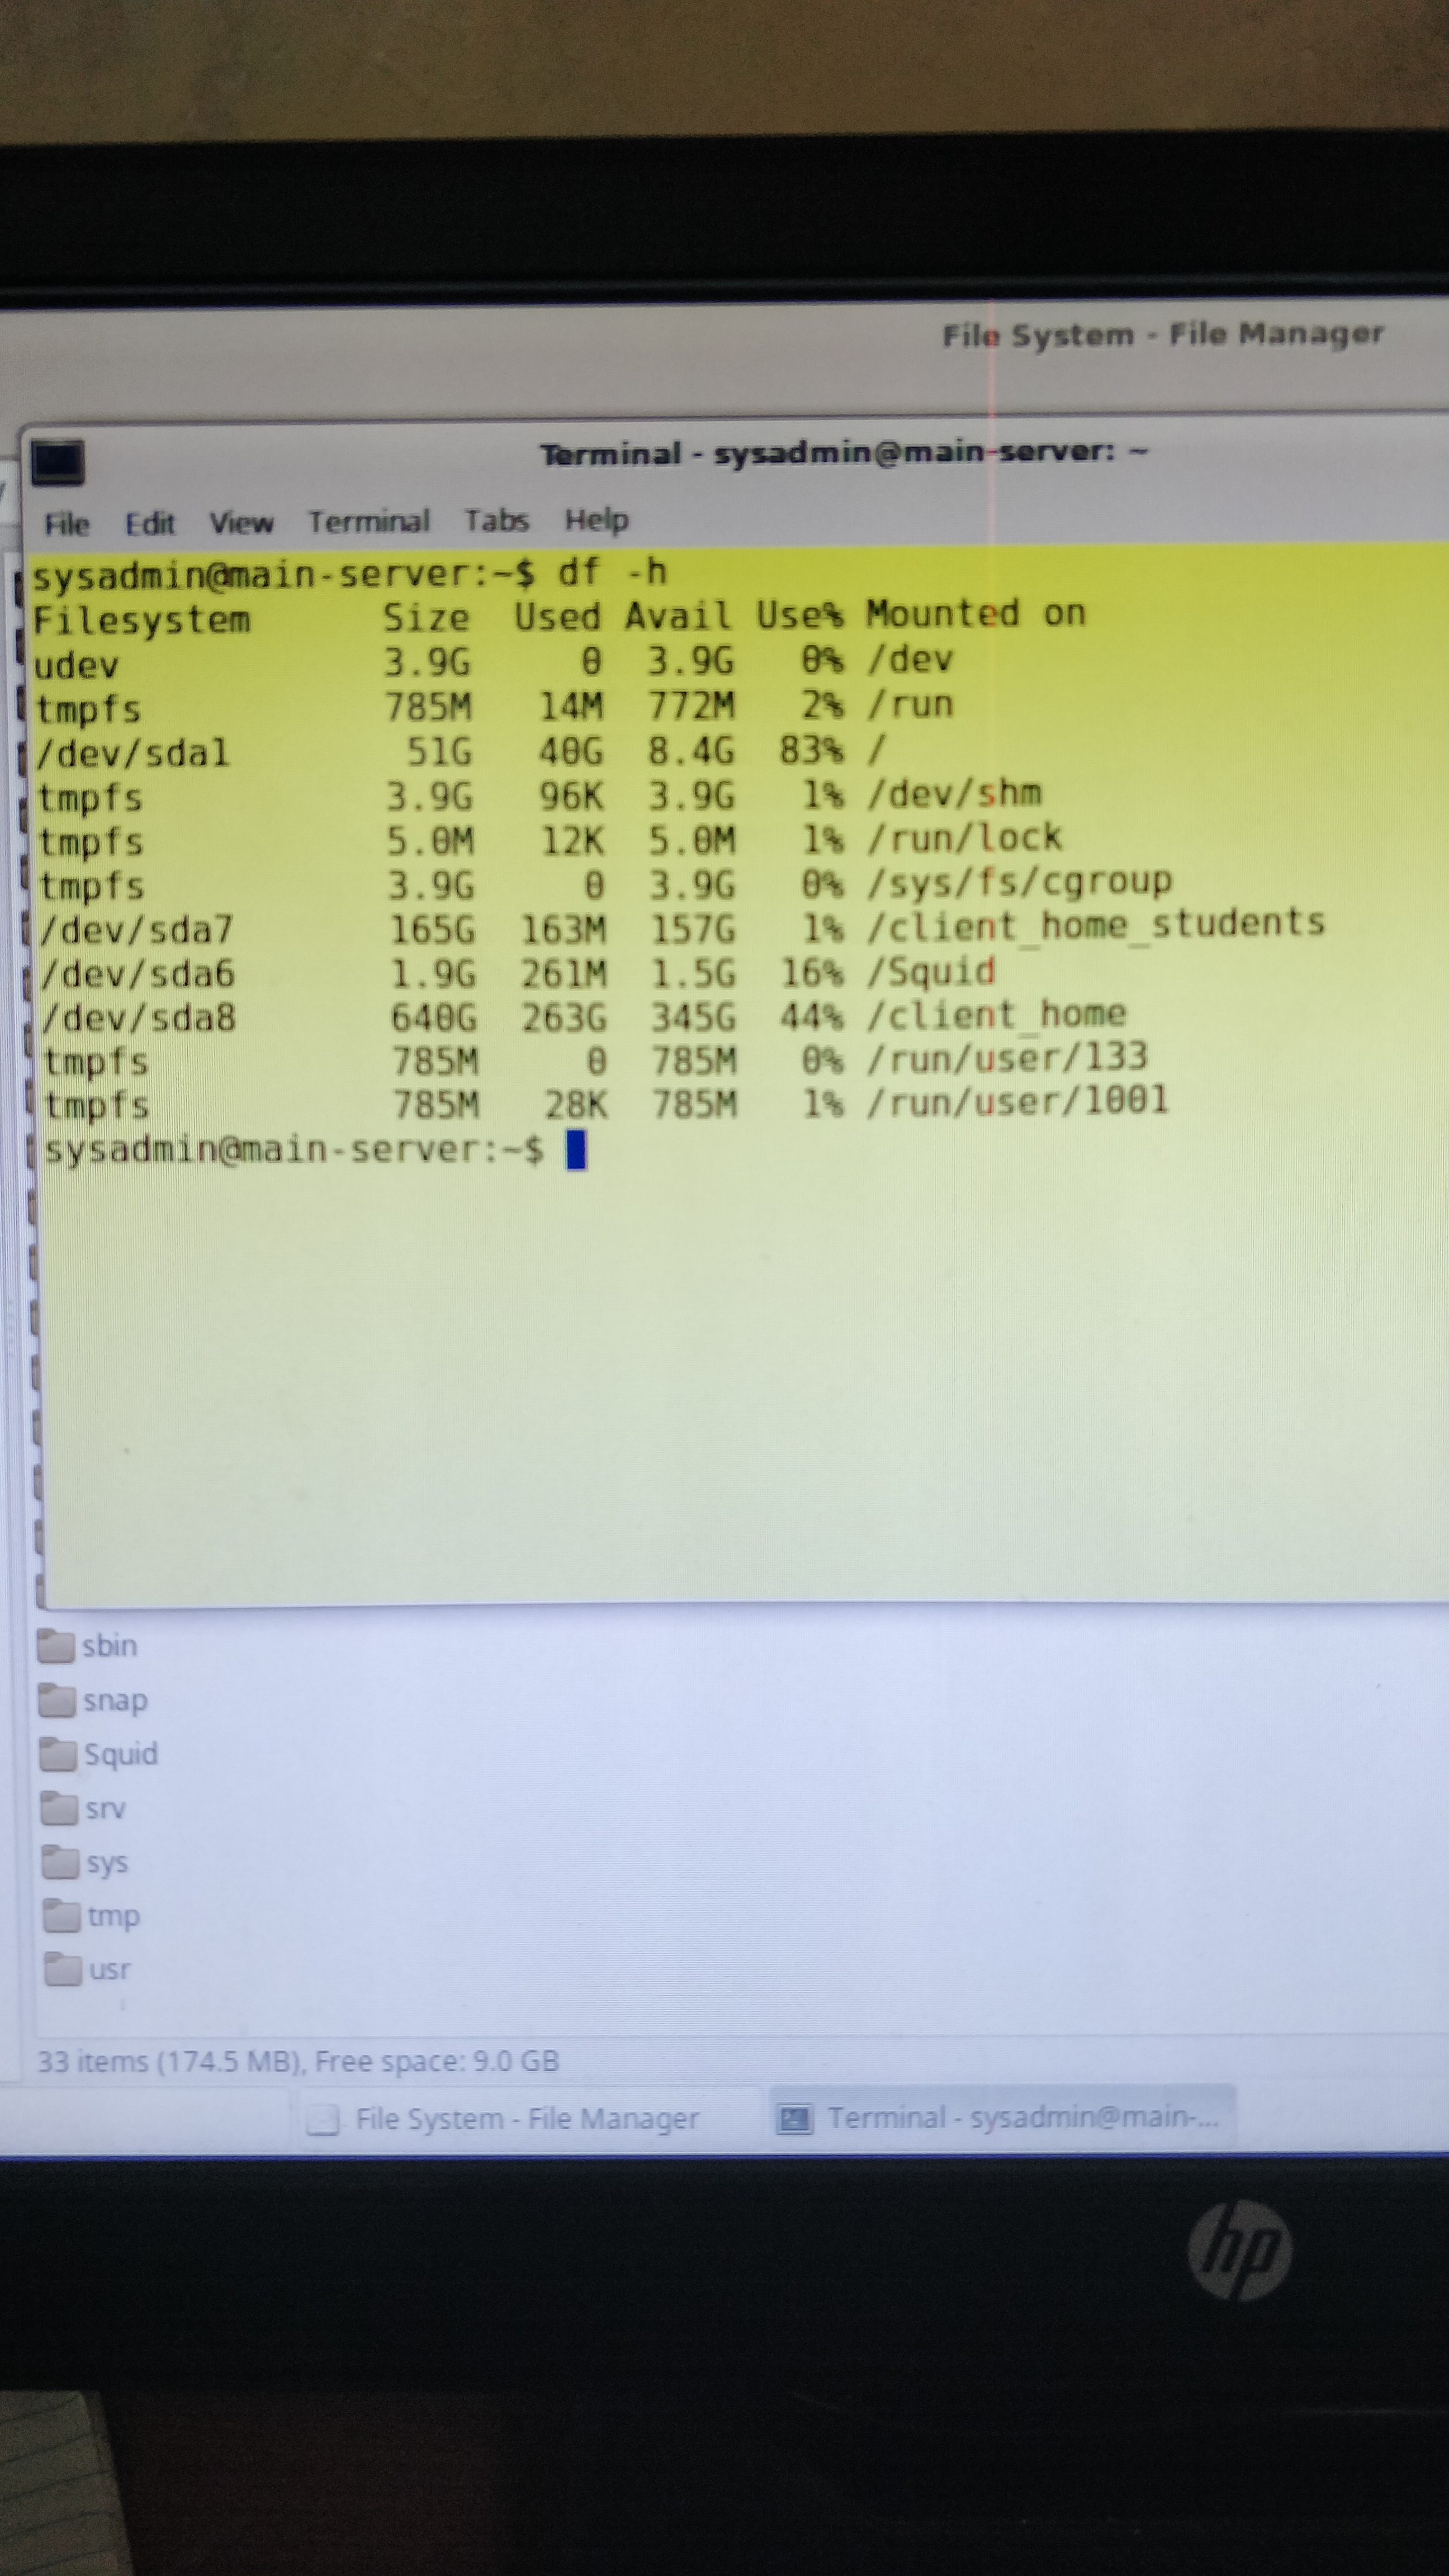 File System - File Manager
Terminal - sysadmin@main-server: ~
File Edit View Terminal Tabs Help
sysadmin@main-server:~$ df -h
Filesystem Size Used Avail Use% Mounted on
udev 3.9G 0 3.9G 0% /dev
tmpfs 785M 14M 772M 2% /run
/dev/sda1 51G 40G 8.4G 83% /
tmpfs 3.9G 96K 3.9G 1% /dev/shm
tmpfs 5.0M 12K 5.0M 1% /run/lock
tmpfs 3.9G 0 3.9G 0% /sys/fs/cgroup
/dev/sda7 165G 163M 157G 1% /client_home_students
/dev/sda6 1.9G 261M 1.5G 16% /Squid
/dev/sda8 640G 263G 345G 44% /client_home
tmpfs 785M 0 785M 0% /run/user/133
tmpfs 785M 28K 785M 1% /run/user/1001
sysadmin@main-server:~$
sbin
snap
Squid
srv
sys
tmp
usr
33 items (174.5 MB), Free space: 9.0 GB
File System - File Manager Terminal - sysadmin@main-...
hp